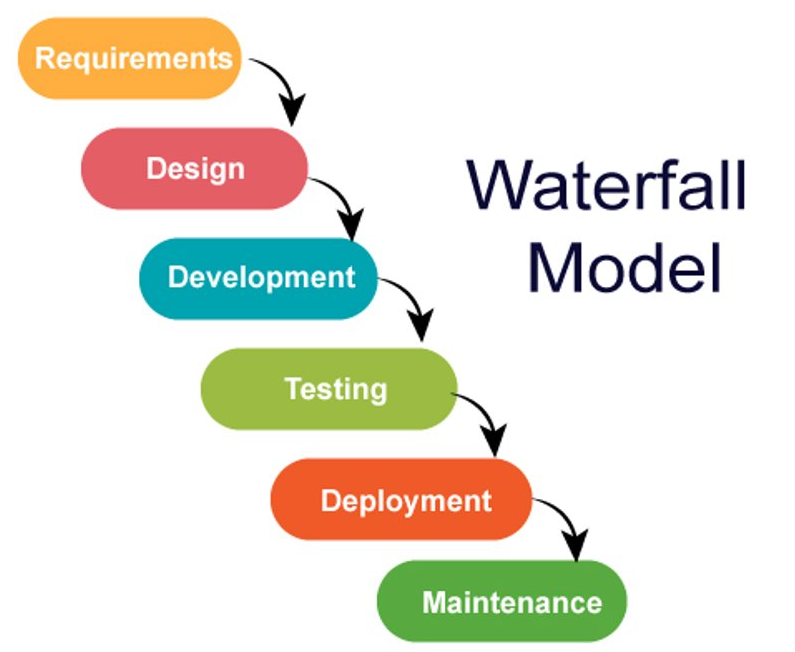 Requirements
Design
Waterfall
Model
Development
Testing
Deployment
Maintenance